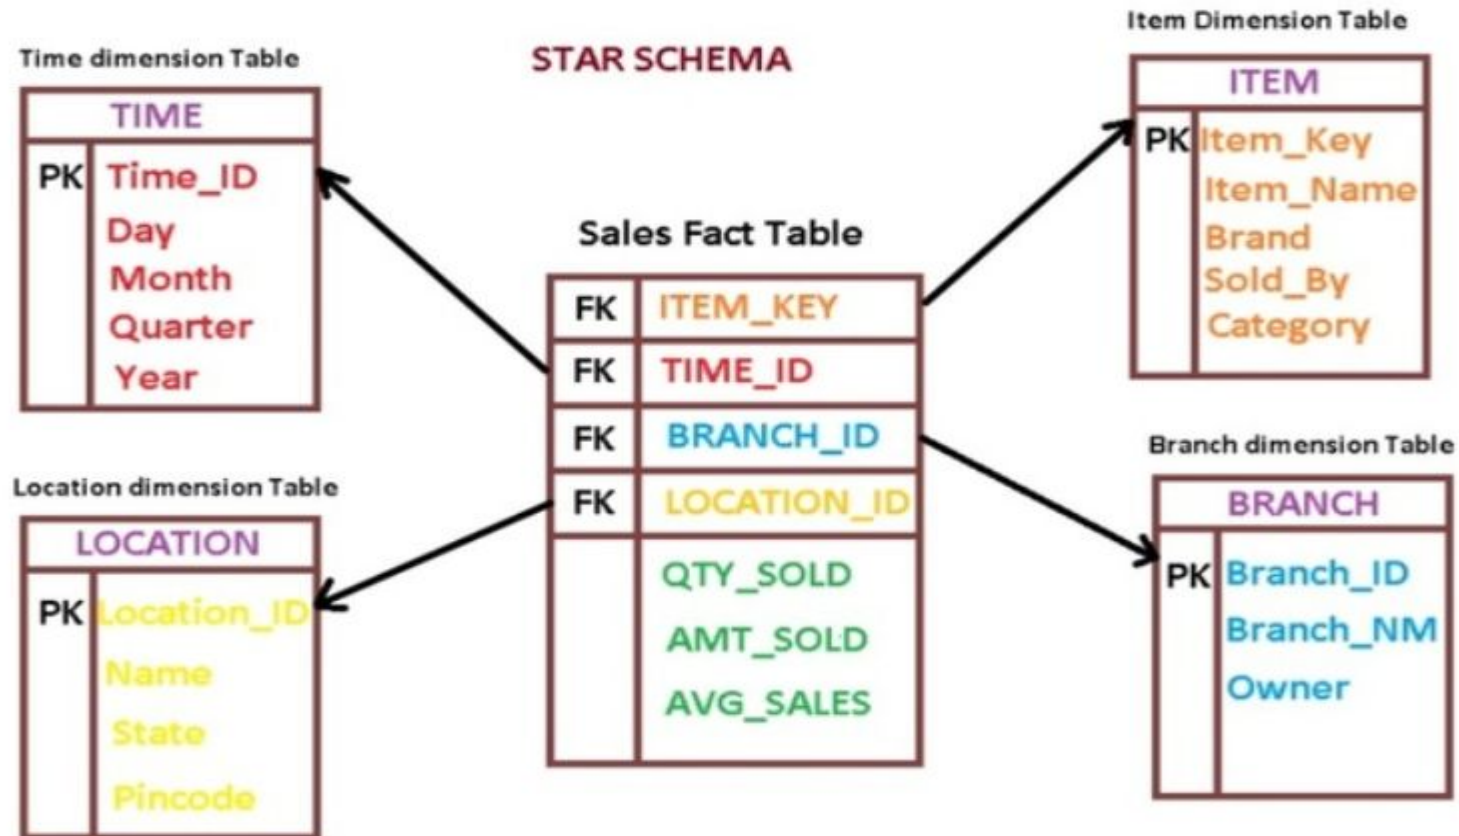 STAR SCHEMA
Time dimension Table
TIME
PK Time_ID
Day
Month
Quarter
Year
Location dimension Table
LOCATION
PK Location_ID
Name
State
Pincode
Sales Fact Table
FK ITEM_KEY
FK TIME_ID
FK BRANCH_ID
FK LOCATION_ID
QTY_SOLD
AMT_SOLD
AVG_SALES
Item Dimension Table
ITEM
PK Item_Key
Item_Name
Brand
Sold_By
Category
Branch dimension Table
BRANCH
PK Branch_ID
Branch_NM
Owner